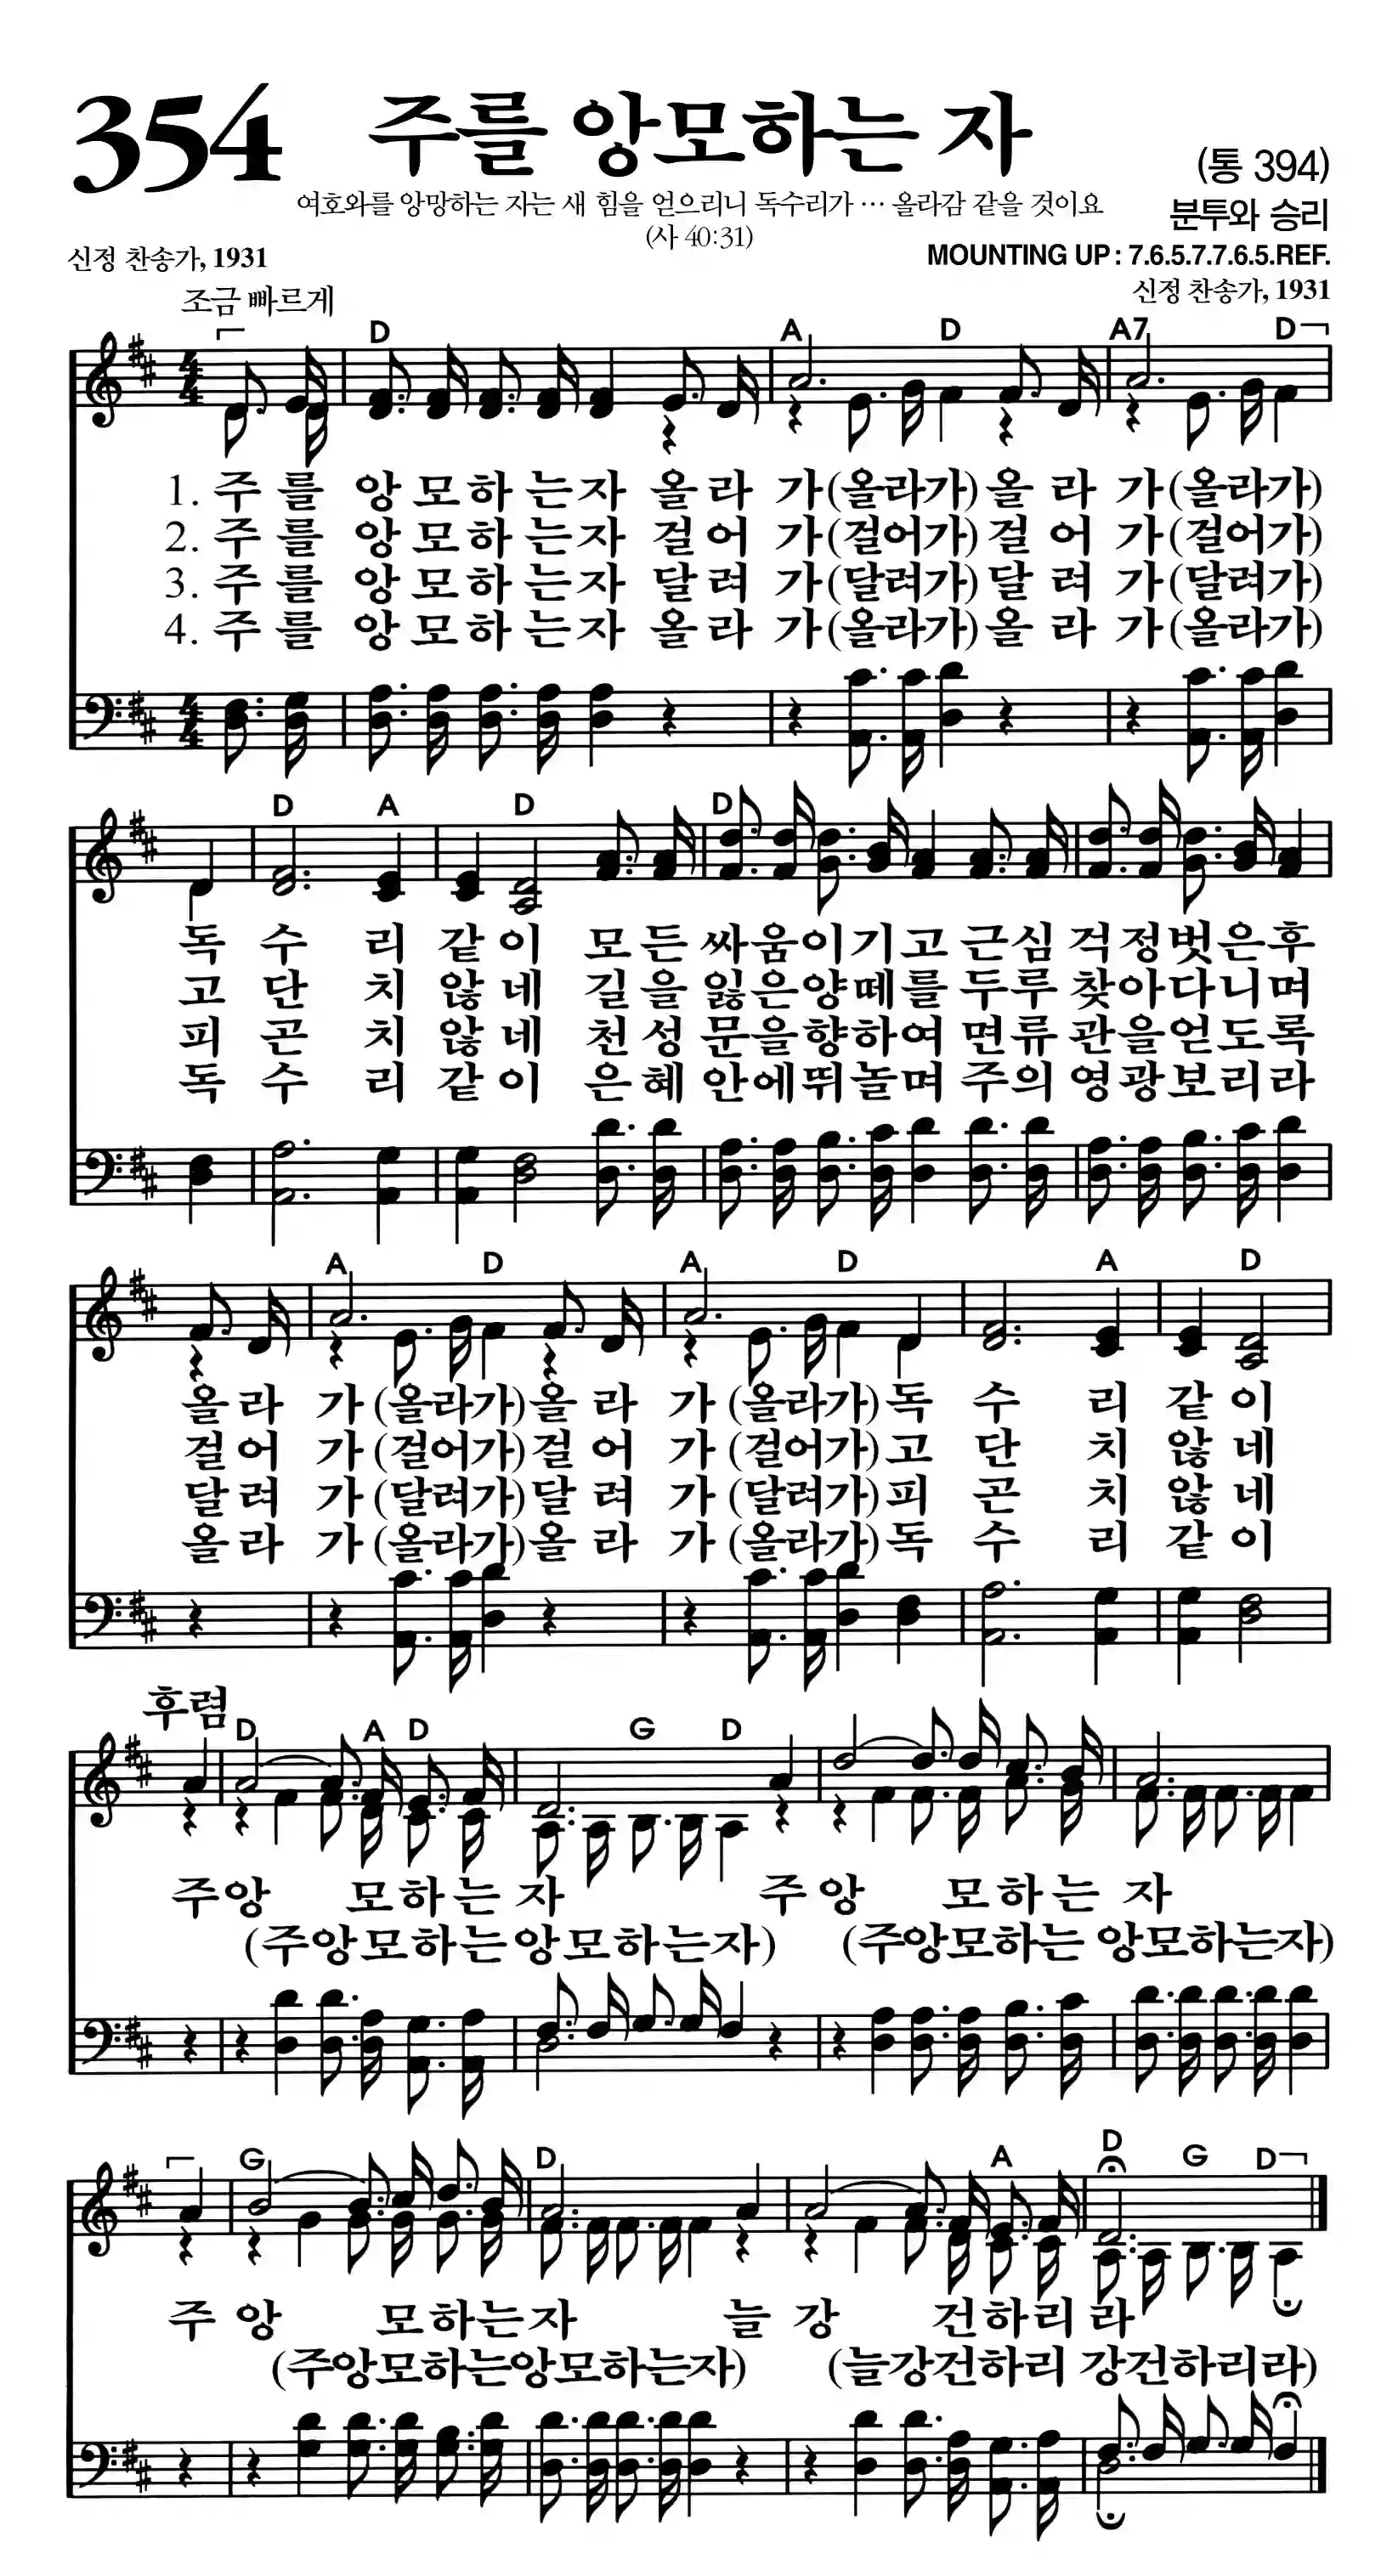 354 주를 앙모하는 자
(통 394)
여호와를 앙망하는 자는 새 힘을 얻으리니 독수리가 … 올라감 같을 것이요
분투와 승리
(사 40:31)
신정 찬송가, 1931
MOUNTING UP : 7.6.5.7.7.6.5.REF.
신정 찬송가, 1931
조금 빠르게
D A D A7 D
4 4
1. 주 를 앙 모 하 는 자 올 라 가 (올라가) 올 라 가 (올라가)
2. 주 를 앙 모 하 는 자 걸 어 가 (걸어가) 걸 어 가 (걸어가)
3. 주 를 앙 모 하 는 자 달 려 가 (달려가) 달 려 가 (달려가)
4. 주 를 앙 모 하 는 자 올 라 가 (올라가) 올 라 가 (올라가)
4 4
D A D D
독 수 리 같 이 모 든 싸 움 이 기 고 근 심 걱 정 벗 은 후
고 단 치 않 네 길 을 잃 은 양 떼 를 두 루 찾 아 다 니 며
피 곤 치 않 네 천 성 문 을 향 하 여 면 류 관 을 얻 도 록
독 수 리 같 이 은 혜 안 에 뛰 놀 며 주 의 영 광 보 리 라
A D A D A D
올 라 가 (올라가) 올 라 가 (올라가) 독 수 리 같 이
걸 어 가 (걸어가) 걸 어 가 (걸어가) 고 단 치 않 네
달 려 가 (달려가) 달 려 가 (달려가) 피 곤 치 않 네
올 라 가 (올라가) 올 라 가 (올라가) 독 수 리 같 이
후렴
D A D G D
주 앙 모 하 는 자 주 앙 모 하 는 자
(주앙모하는앙모하는자) (주앙모하는 앙모하는자)
G D A D G D
주 앙 모 하 는 자 늘 강 건 하 리 라
(주앙모하는앙모하는자) (늘강건하리 강건하리라)